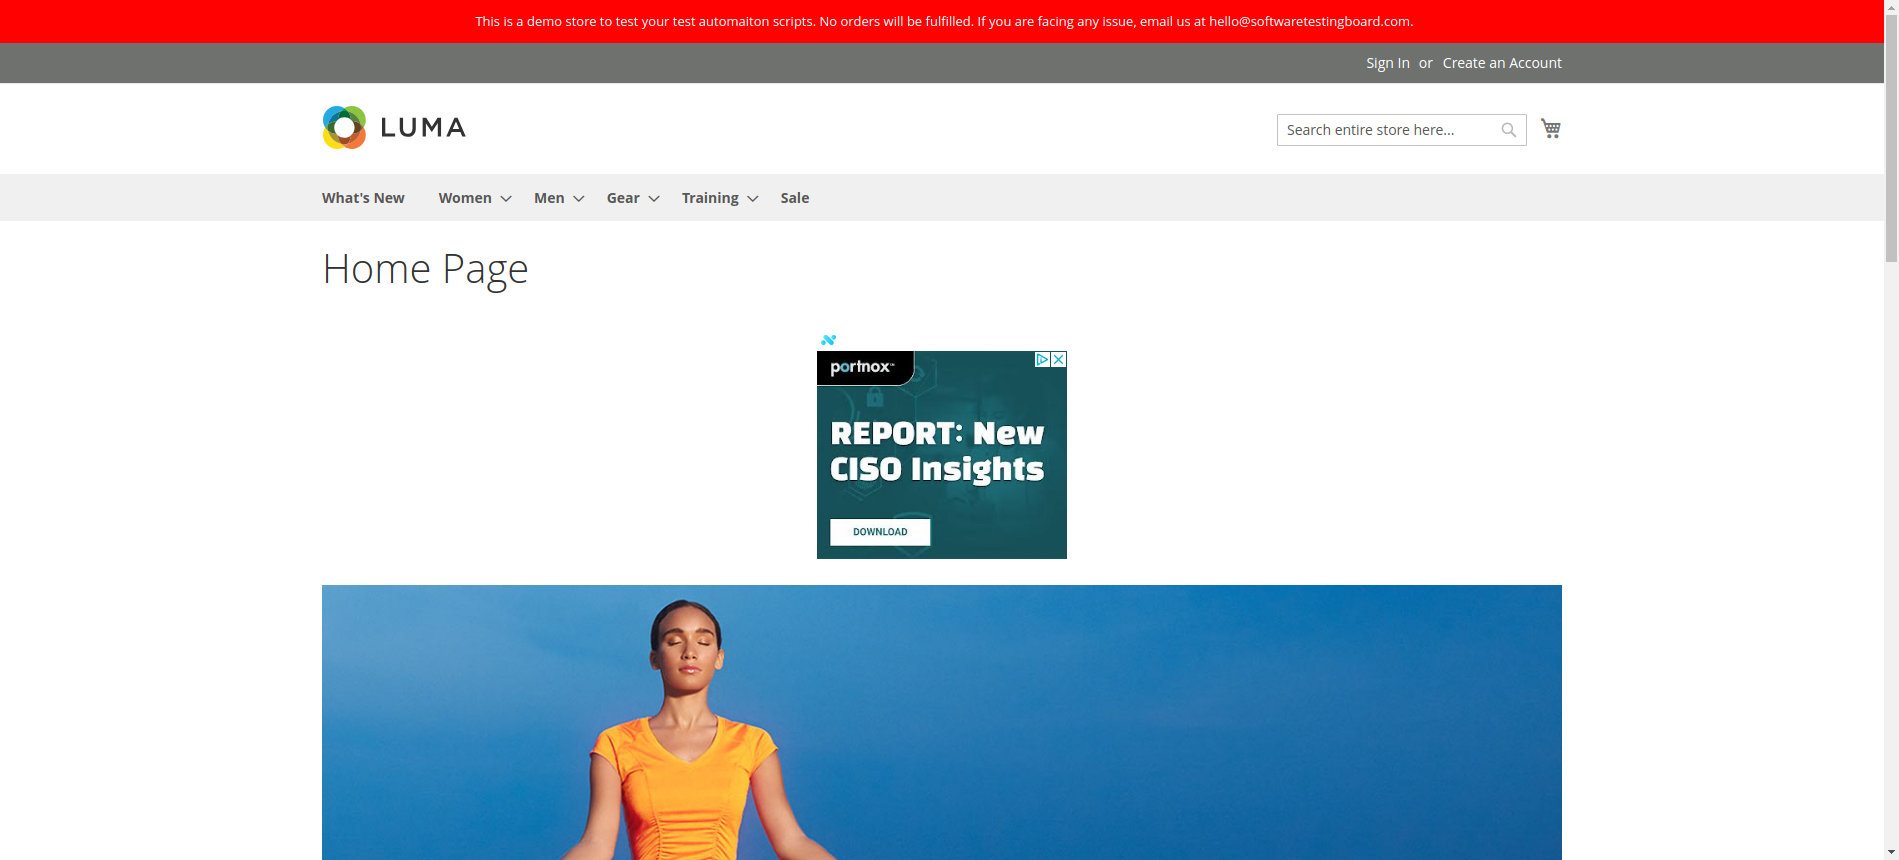 This is a demo store to test your test automaiton scripts. No orders will be fulfilled. If you are facing any issue, email us at hello@softwaretestingboard.com.
Sign In or Create an Account
LUMA
Search entire store here...
What's New Women Men Gear Training Sale
Home Page
portnox™
REPORT: New
CISO Insights
DOWNLOAD